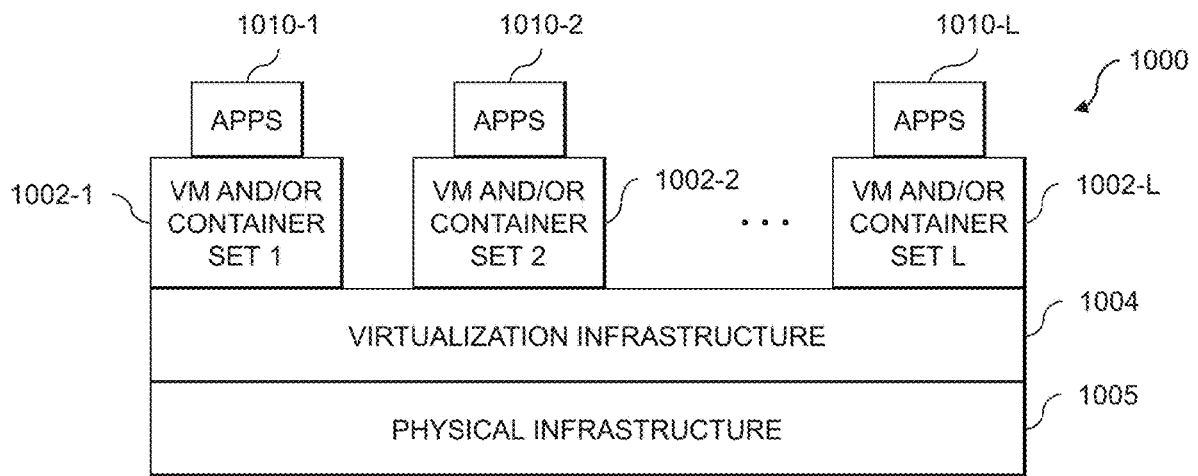 1010-1
1010-2
1010-L
1000
APPS
APPS
APPS
1002-1
VM AND/OR
CONTAINER
SET 1
VM AND/OR
CONTAINER
SET 2
1002-2
...
VM AND/OR
CONTAINER
SET L
1002-L
VIRTUALIZATION INFRASTRUCTURE
1004
PHYSICAL INFRASTRUCTURE
1005